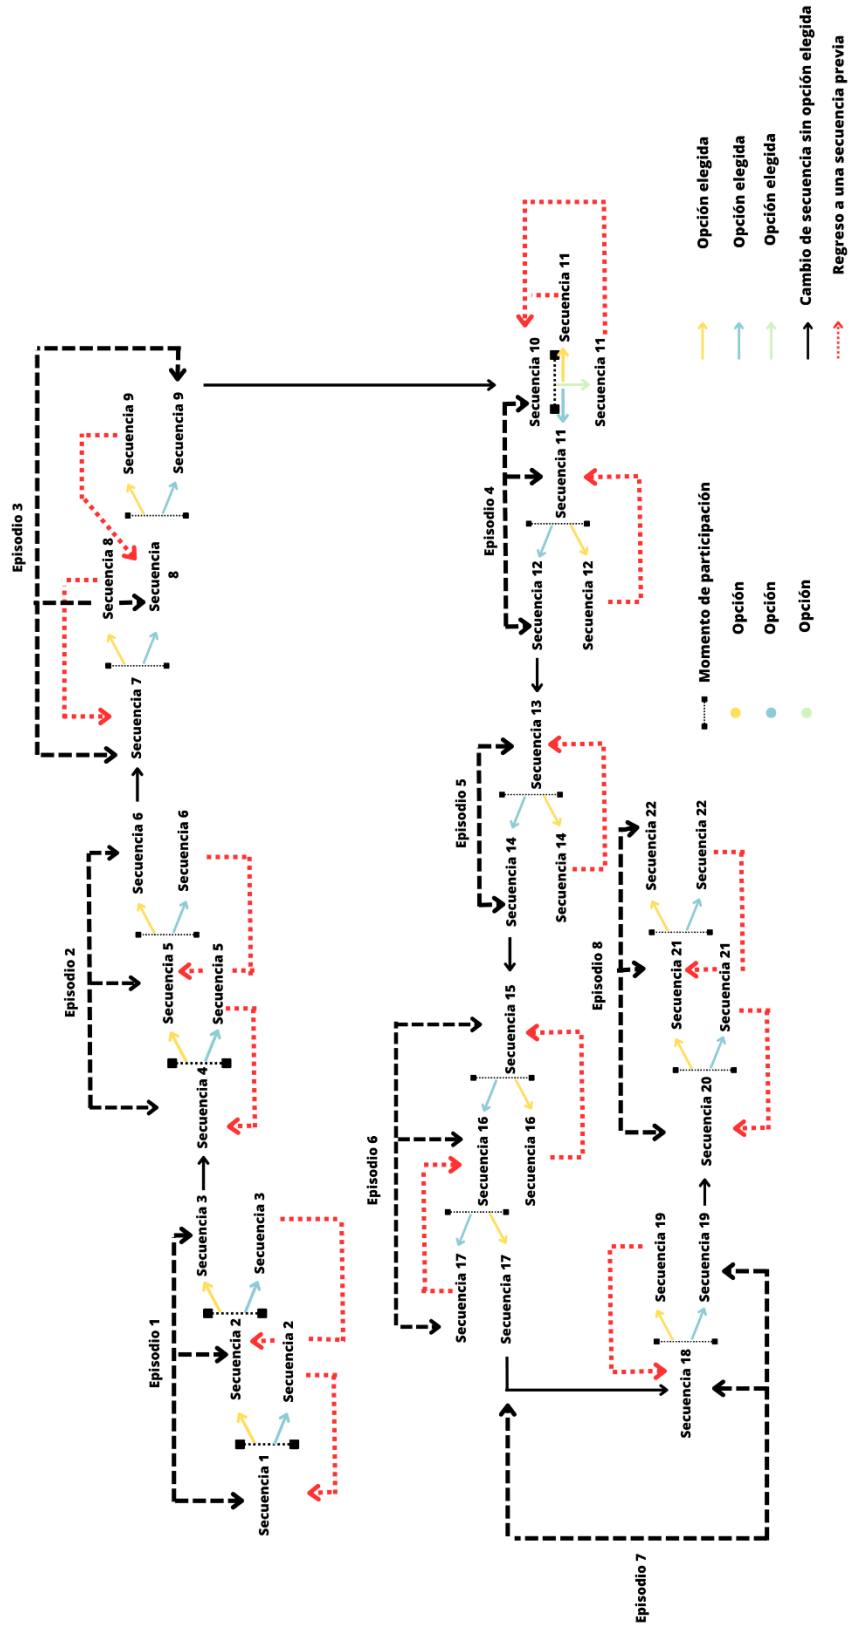 Episodio 1
Secuencia 1
Secuencia 2
Secuencia 2
Secuencia 3
Secuencia 3
Episodio 2
Secuencia 4
Secuencia 5
Secuencia 5
Secuencia 6
Secuencia 6
Episodio 3
Secuencia 7
Secuencia 8
Secuencia
8
Secuencia 9
Secuencia 9
Episodio 4
Secuencia 10
Secuencia 11
Secuencia 11
Secuencia 11
Secuencia 12
Secuencia 12
Episodio 5
Secuencia 13
Secuencia 14
Secuencia 14
Episodio 6
Secuencia 15
Secuencia 16
Secuencia 16
Secuencia 17
Secuencia 17
Episodio 7
Secuencia 18
Secuencia 19
Secuencia 19
Episodio 8
Secuencia 20
Secuencia 21
Secuencia 21
Secuencia 22
Secuencia 22
Momento de participación
Opción
Opción
Opción
Opción elegida
Opción elegida
Opción elegida
Cambio de secuencia sin opción elegida
Regreso a una secuencia previa